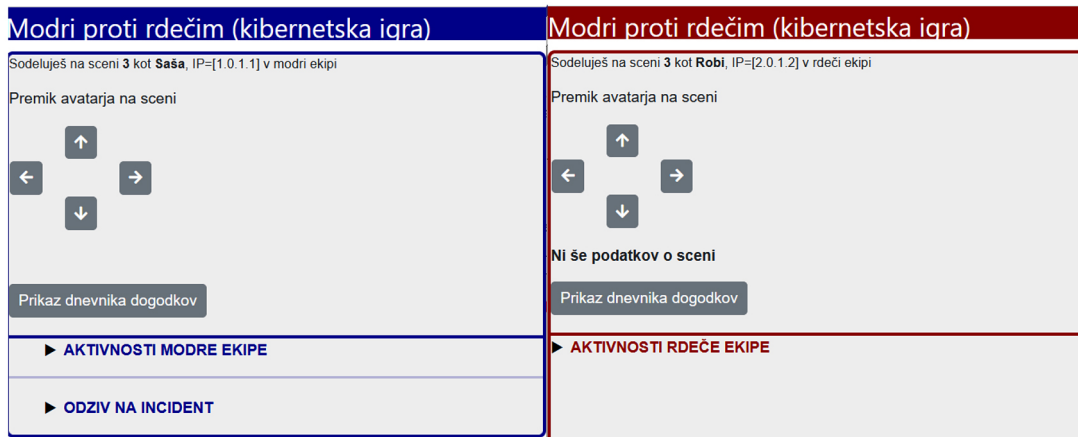 Modri proti rdečim (kibernetska igra)
Sodeluješ na sceni 3 kot Saša, IP=[1.0.1.1] v modri ekipi
Premik avatarja na sceni
Prikaz dnevnika dogodkov
AKTIVNOSTI MODRE EKIPE
ODZIV NA INCIDENT
Modri proti rdečim (kibernetska igra)
Sodeluješ na sceni 3 kot Robi, IP=[2.0.1.2] v rdeči ekipi
Premik avatarja na sceni
Ni še podatkov o sceni
Prikaz dnevnika dogodkov
AKTIVNOSTI RDEČE EKIPE